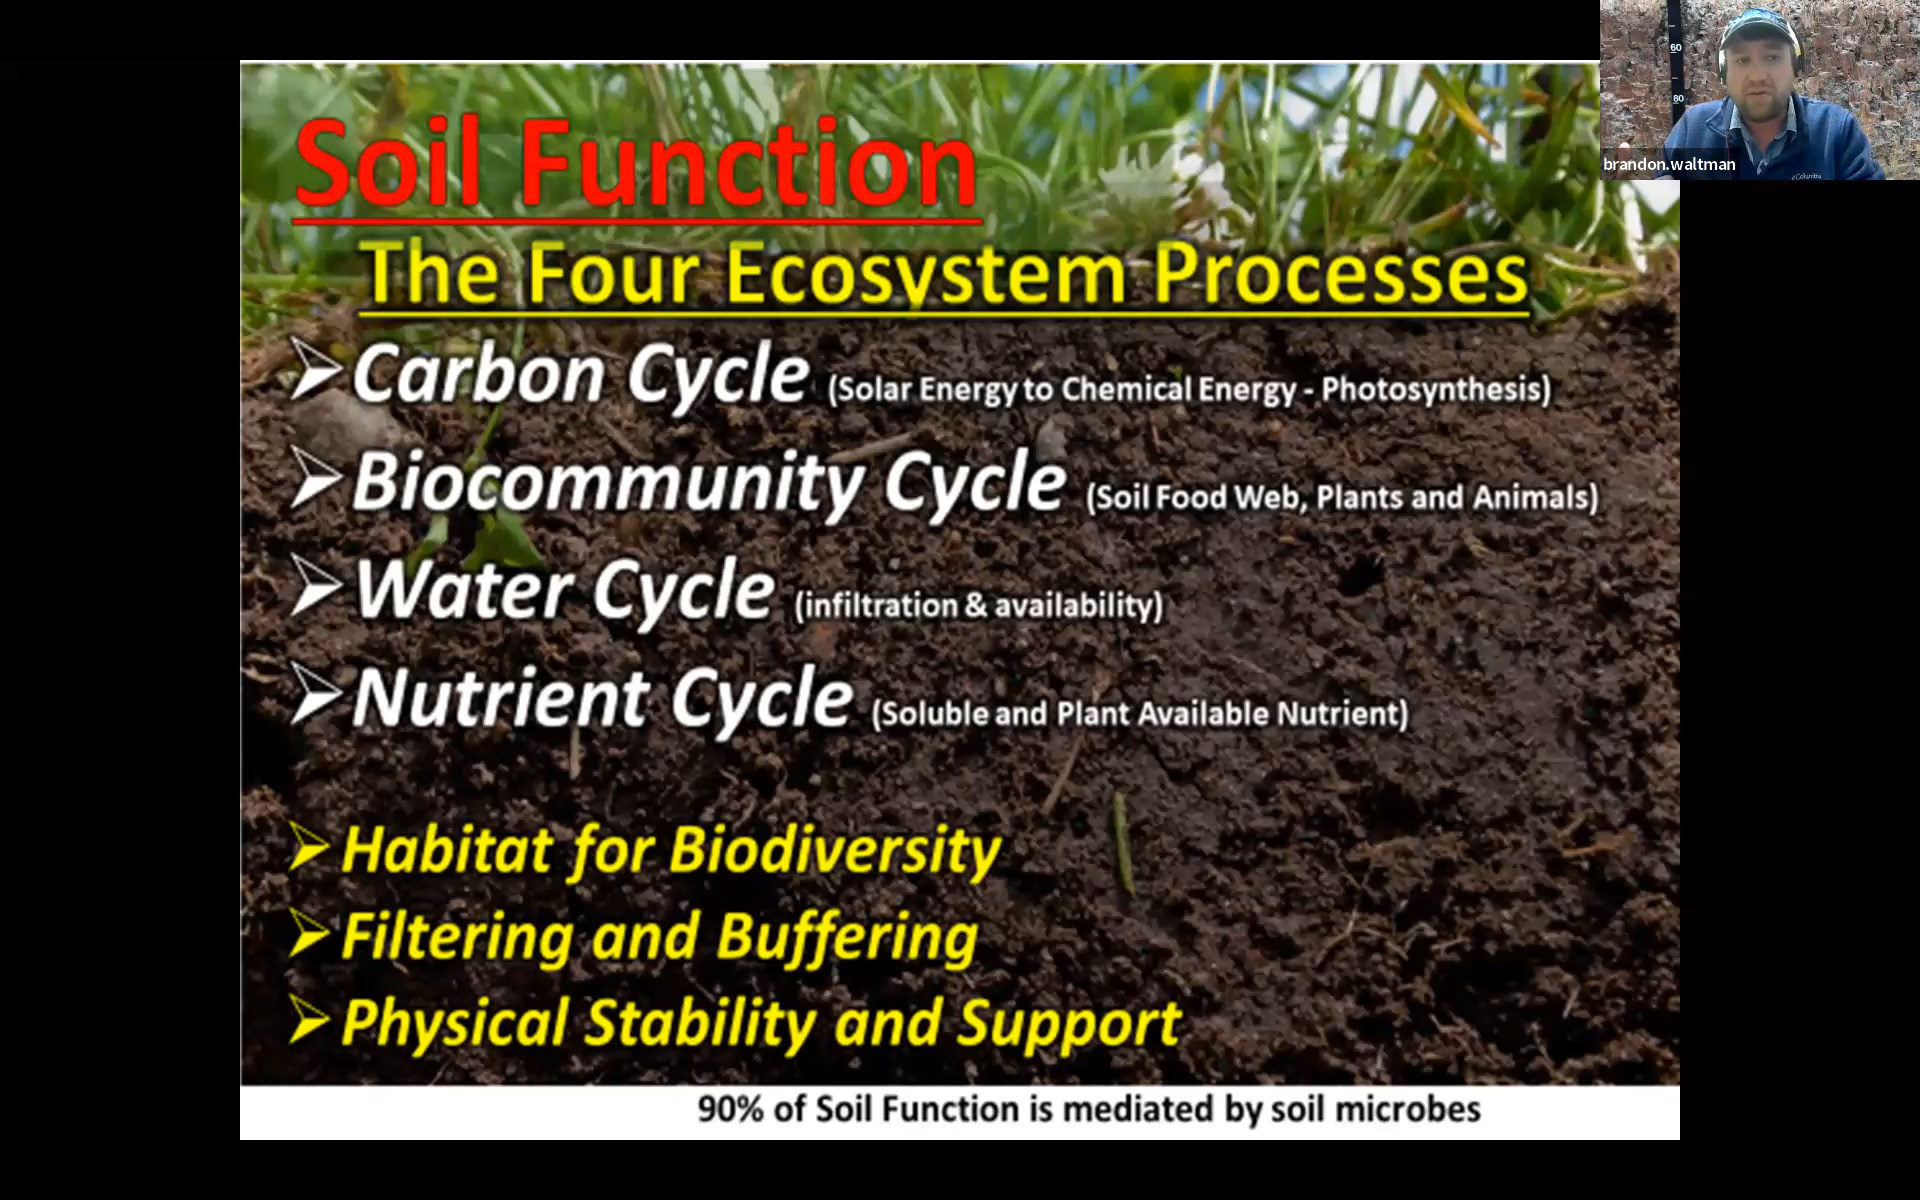 Soil Function
The Four Ecosystem Processes
Carbon Cycle (Solar Energy to Chemical Energy - Photosynthesis)
Biocommunity Cycle (Soil Food Web, Plants and Animals)
Water Cycle (infiltration & availability)
Nutrient Cycle (Soluble and Plant Available Nutrient)
Habitat for Biodiversity
Filtering and Buffering
Physical Stability and Support
90% of Soil Function is mediated by soil microbes
60
80
brandon.waltman
Columbia